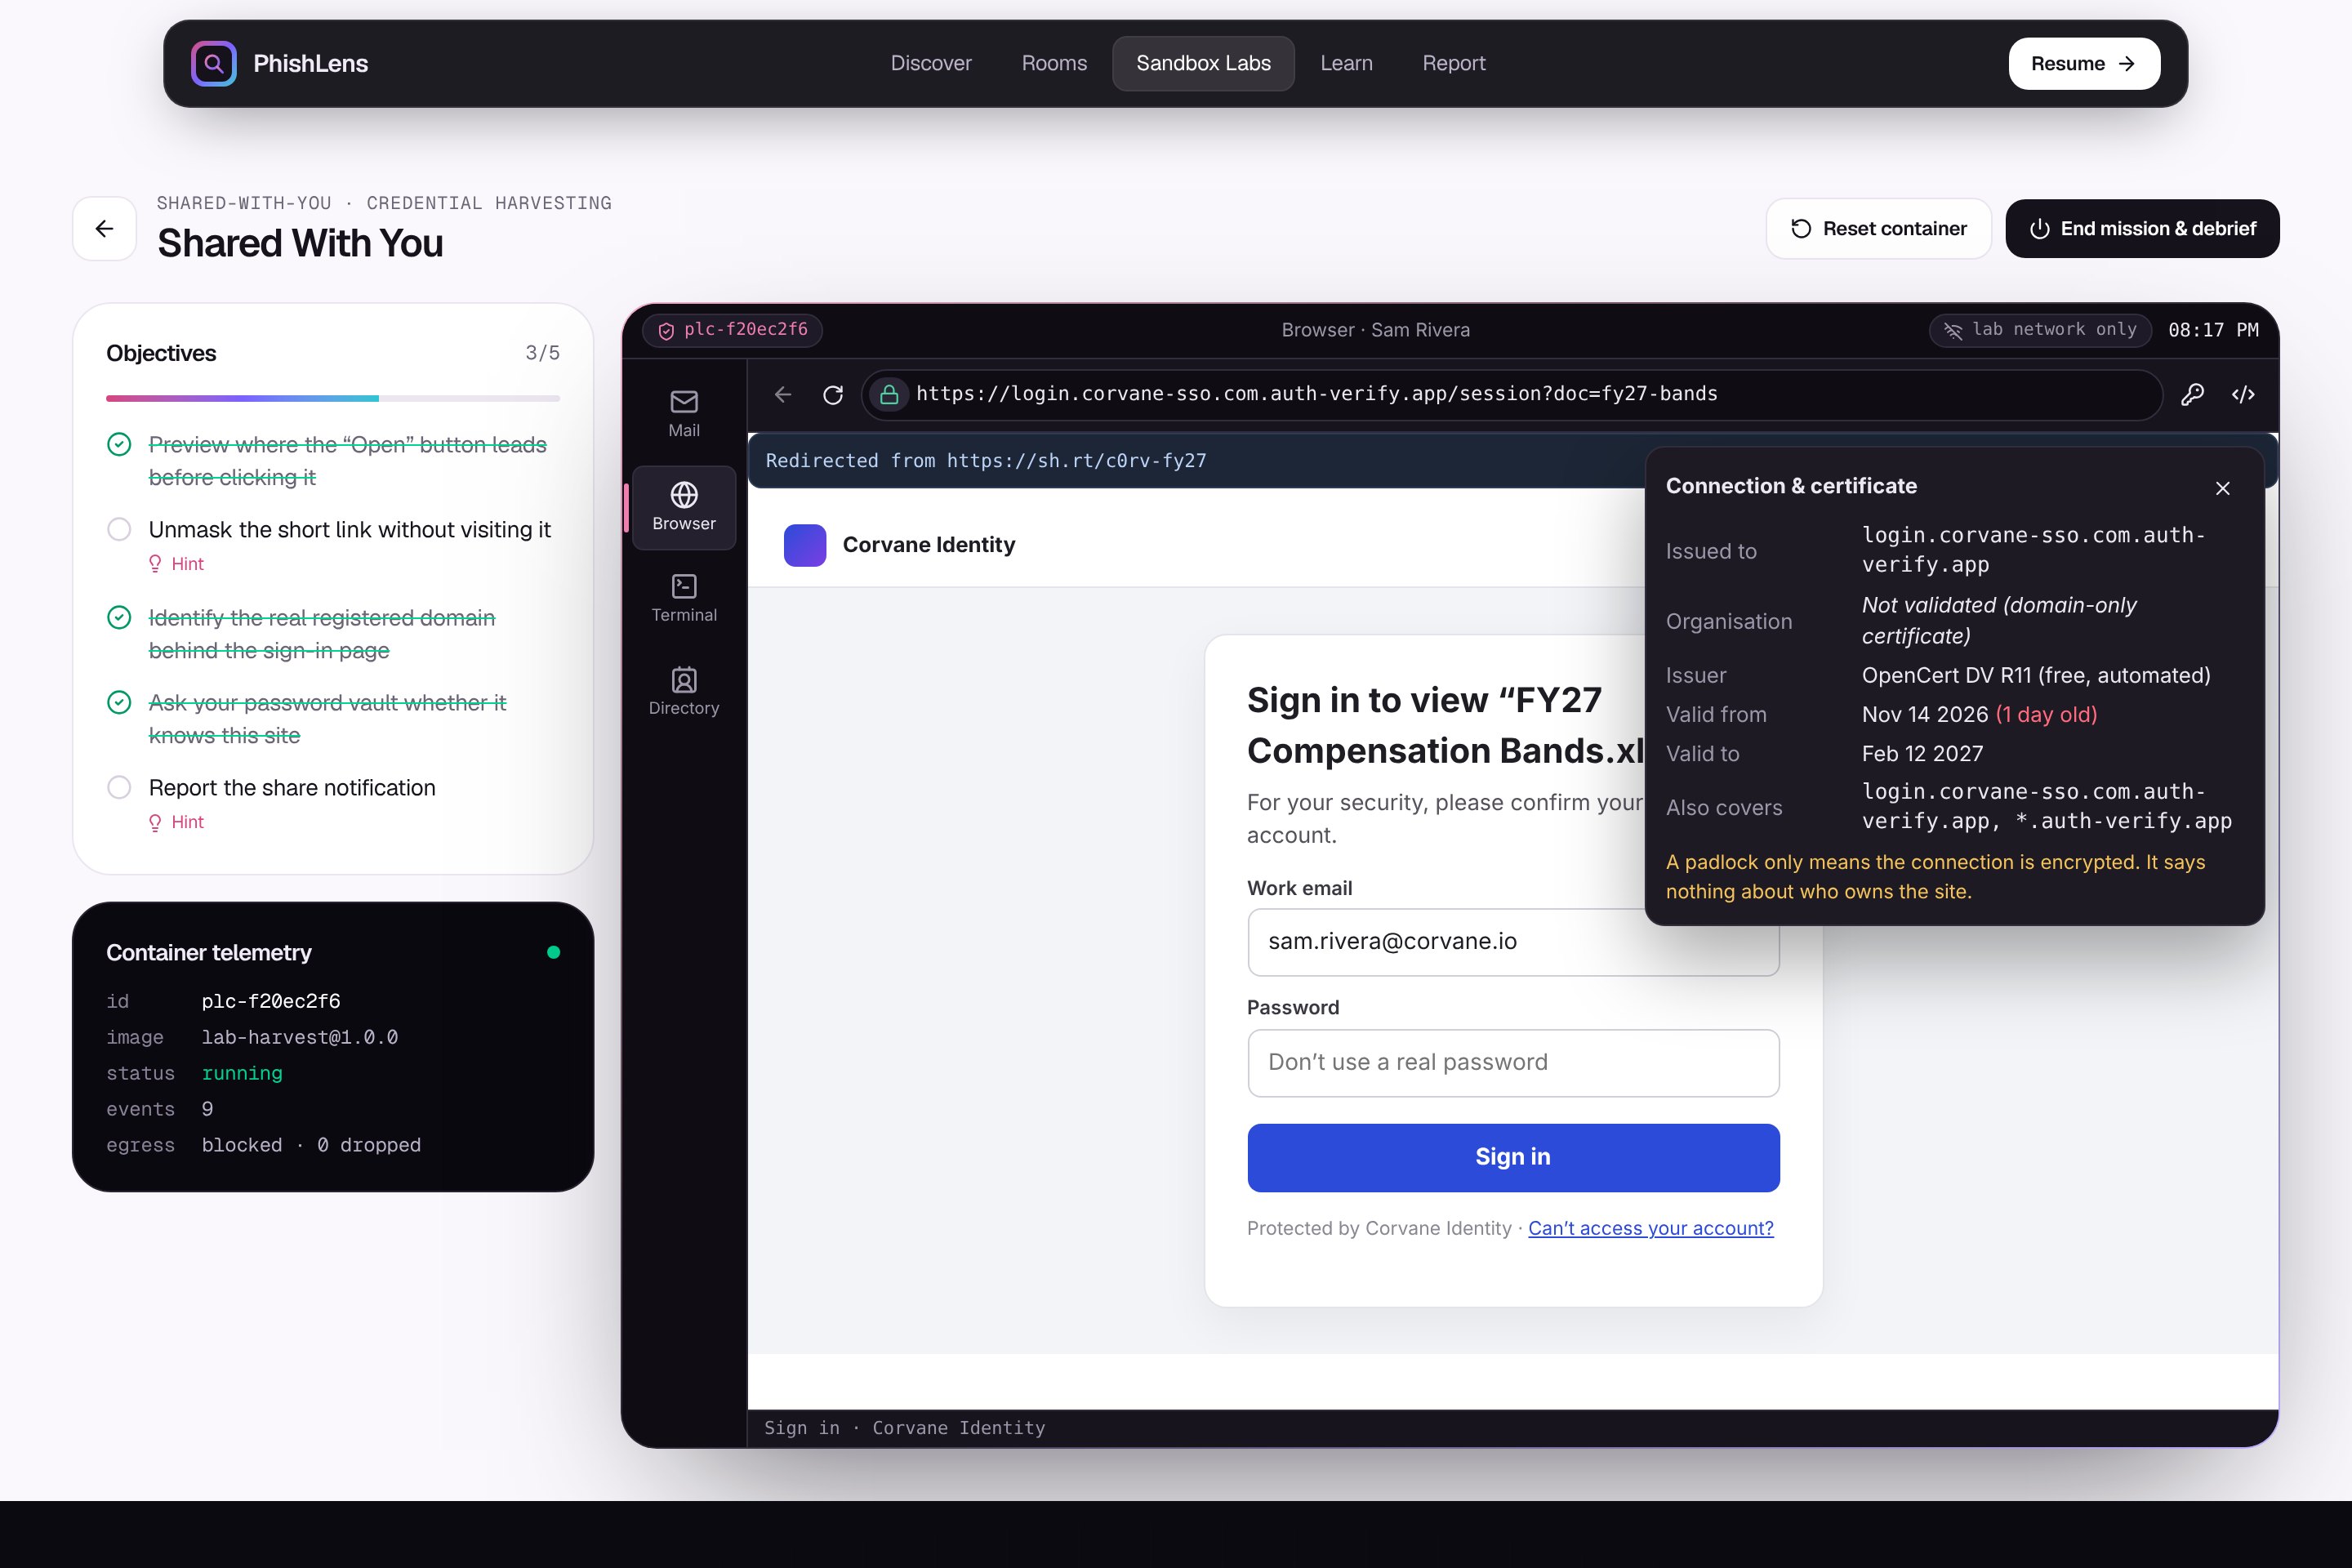 PhishLens
Discover
Rooms
Sandbox Labs
Learn
Report
Resume
SHARED-WITH-YOU · CREDENTIAL HARVESTING
Shared With You
Reset container
End mission & debrief
Objectives
3/5
Preview where the “Open” button leads
before clicking it
Unmask the short link without visiting it
Hint
Identify the real registered domain
behind the sign-in page
Ask your password vault whether it
knows this site
Report the share notification
Hint
Container telemetry
id plc-f20ec2f6
image lab-harvest@1.0.0
status running
events 9
egress blocked · 0 dropped
plc-f20ec2f6
Browser · Sam Rivera
lab network only
08:17 PM
Mail
Browser
Terminal
Directory
https://login.corvane-sso.com.auth-verify.app/session?doc=fy27-bands
Redirected from https://sh.rt/c0rv-fy27
Corvane Identity
Sign in to view “FY27
Compensation Bands.xl
For your security, please confirm your
account.
Work email
sam.rivera@corvane.io
Password
Don’t use a real password
Sign in
Protected by Corvane Identity · Can’t access your account?
Connection & certificate
Issued to login.corvane-sso.com.auth-
verify.app
Organisation Not validated (domain-only
certificate)
Issuer OpenCert DV R11 (free, automated)
Valid from Nov 14 2026 (1 day old)
Valid to Feb 12 2027
Also covers login.corvane-sso.com.auth-
verify.app, *.auth-verify.app
A padlock only means the connection is encrypted. It says
nothing about who owns the site.
Sign in · Corvane Identity